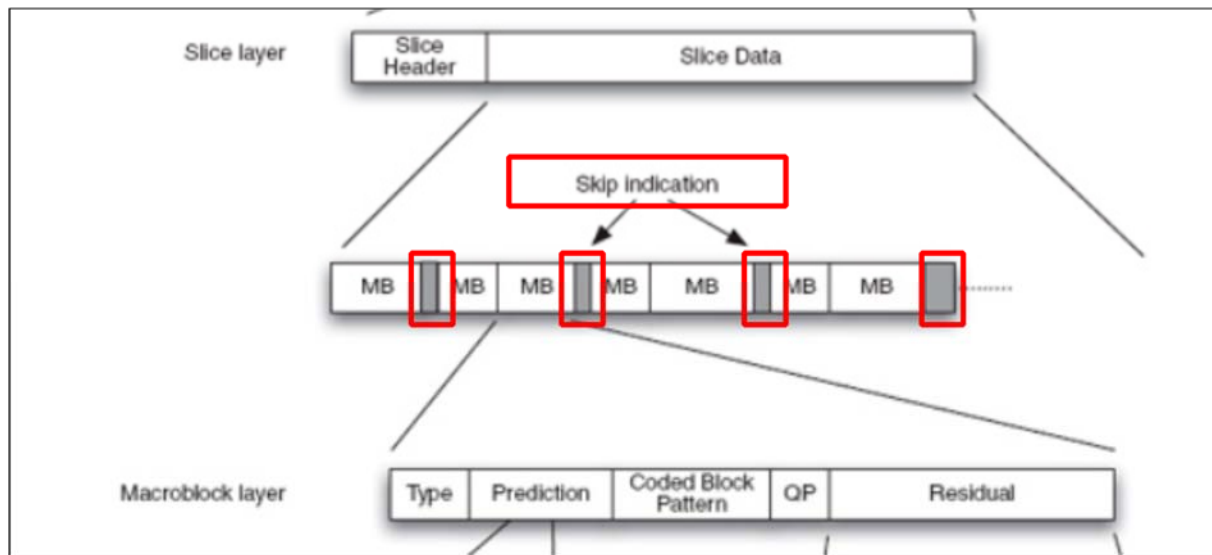 Slice layer
Slice
Header
Slice Data
Skip indication
MB MB MB MB MB MB MB
Macroblock layer
Type Prediction Coded Block
Pattern QP Residual